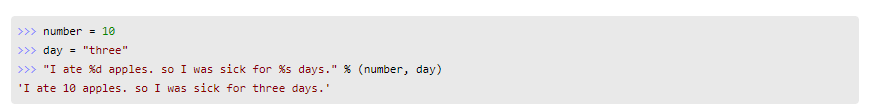 >>> number = 10
>>> day = "three"
>>> "I ate %d apples. so I was sick for %s days." % (number, day)
'I ate 10 apples. so I was sick for three days.'